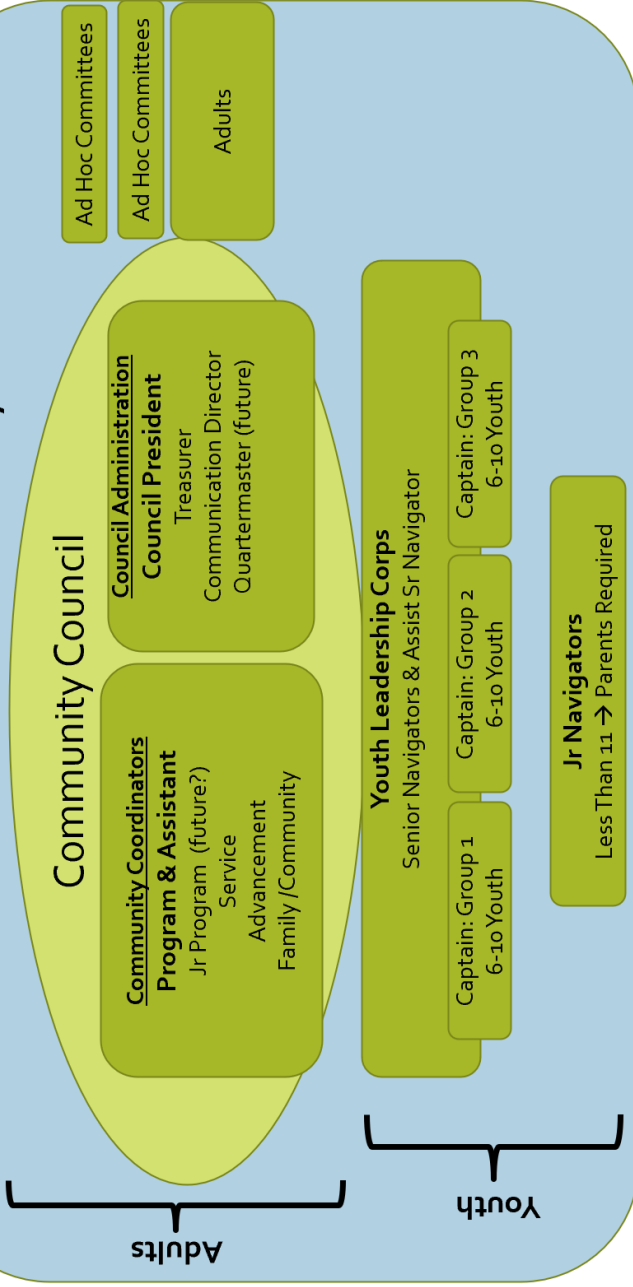 Community Council
Community Coordinators
Program & Assistant
Jr Program (future?)
Service
Advancement
Family /Community
Council Administration
Council President
Treasurer
Communication Director
Quartermaster (future)
Ad Hoc Committees
Ad Hoc Committees
Adults
Adults
Youth Leadership Corps
Senior Navigators & Assist Sr Navigator
Captain: Group 1
6-10 Youth
Captain: Group 2
6-10 Youth
Captain: Group 3
6-10 Youth
Jr Navigators
Less Than 11 → Parents Required
Youth